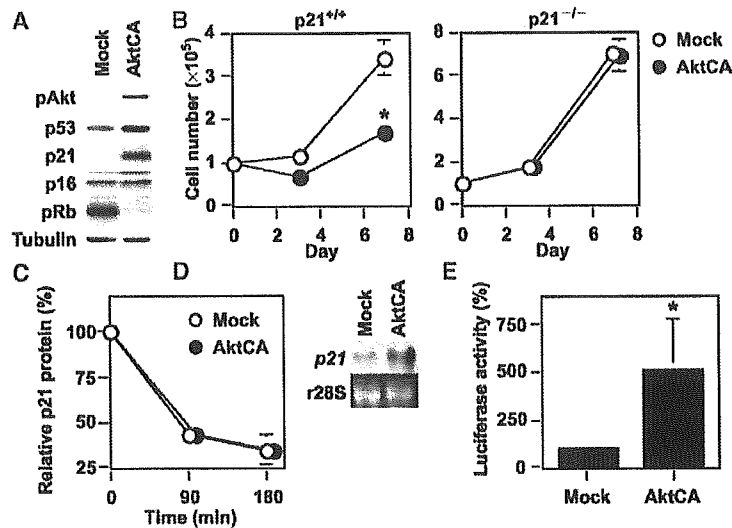 A
Mock
AktCA
pAkt
p53
p21
p16
pRb
Tubulin
B
p21+/+
Cell number (×10⁵)
4
3
2
1
0
0 2 4 6 8
Day
*
p21−/−
8
6
4
2
0
0 2 4 6 8
Day
Mock
AktCA
C
Relative p21 protein (%)
100
75
50
25
0 90 180
Time (min)
Mock
AktCA
D
Mock
AktCA
p21
r28S
E
Luciferase activity (%)
750
500
250
0
*
Mock AktCA